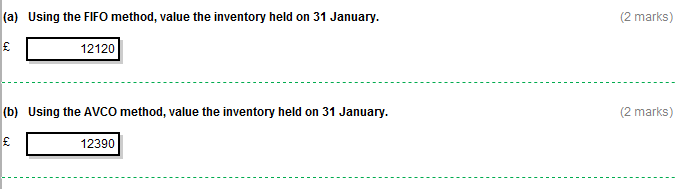 (a) Using the FIFO method, value the inventory held on 31 January. (2 marks)
£ 12120
(b) Using the AVCO method, value the inventory held on 31 January. (2 marks)
£ 12390